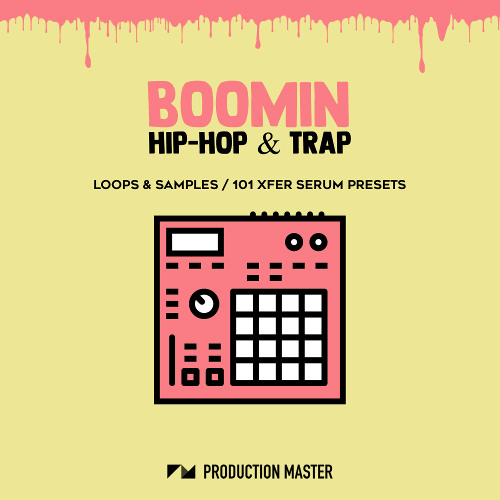 BOOMIN
HIP-HOP & TRAP
LOOPS & SAMPLES / 101 XFER SERUM PRESETS
PRODUCTION MASTER